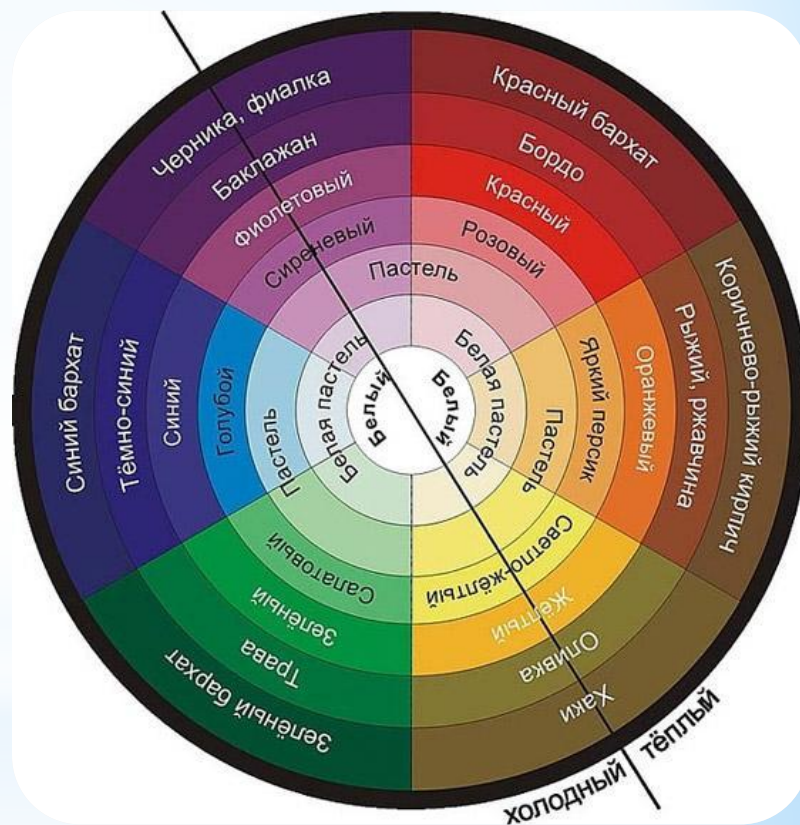 Черника, фиалка
Баклажан
Фиолетовый
Сиреневый
Пастель
Белая пастель
Белый
Красный бархат
Бордо
Красный
Розовый
Белая пастель
Белый
Коричнево-рыжий кирпич
Рыжий, ржавчина
Оранжевый
Яркий персик
Пастель
Синий бархат
Тёмно-синий
Синий
Голубой
Пастель
Салатовый
Зелёный
Трава
Зелёный бархат
Светло-жёлтый
Жёлтый
Оливка
Хаки
холодный
тёплый